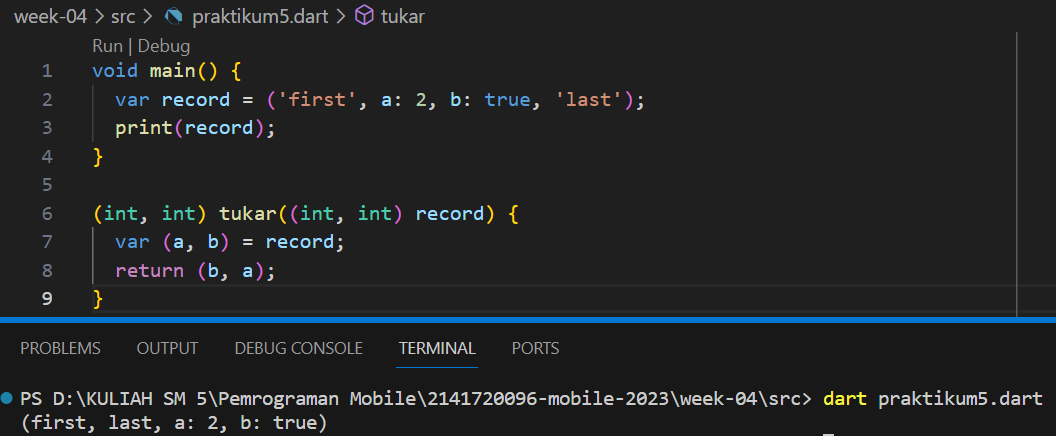 week-04 > src > praktikum5.dart > tukar
Run | Debug
1 void main() {
2   var record = ('first', a: 2, b: true, 'last');
3   print(record);
4 }
5
6 (int, int) tukar((int, int) record) {
7   var (a, b) = record;
8   return (b, a);
9 }
PROBLEMS OUTPUT DEBUG CONSOLE TERMINAL PORTS
PS D:\KULIAH SM 5\Pemrograman Mobile\2141720096-mobile-2023\week-04\src> dart praktikum5.dart
(first, last, a: 2, b: true)